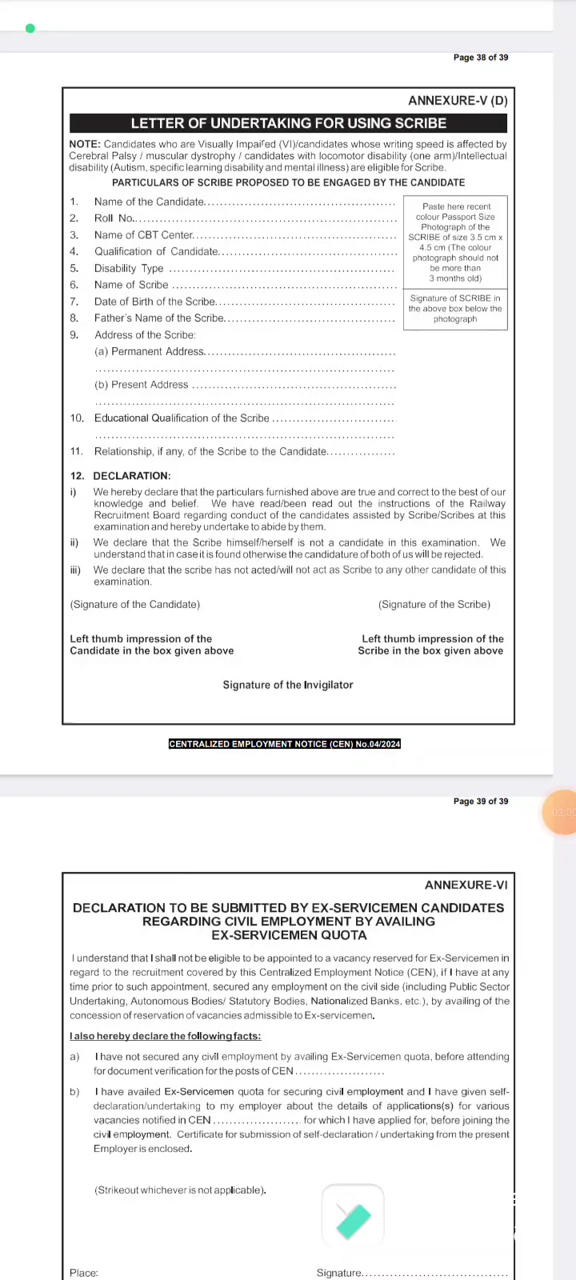 Page 38 of 39
ANNEXURE-V (D)
LETTER OF UNDERTAKING FOR USING SCRIBE
NOTE: Candidates who are Visually Impaired (VI)/candidates whose writing speed is affected by
Cerebral Palsy / muscular dystrophy / candidates with locomotor disability (one arm)/Intellectual
disability (Autism, specific learning disability and mental illness) are eligible for Scribe.
PARTICULARS OF SCRIBE PROPOSED TO BE ENGAGED BY THE CANDIDATE
1. Name of the Candidate................................................
2. Roll No.................................................................
3. Name of CBT Center...................................................
4. Qualification of Candidate............................................
5. Disability Type .........................................................
6. Name of Scribe ........................................................
7. Date of Birth of the Scribe.............................................
8. Father's Name of the Scribe...........................................
Paste here recent
colour Passport Size
Photograph of the
SCRIBE of size 3.5 cm x
4.5 cm (The colour
photograph should not
be more than
3 months old)
Signature of SCRIBE in
the above box below the
photograph
9. Address of the Scribe:
(a) Permanent Address................................................
...........................................................................
(b) Present Address ...................................................
...........................................................................
10. Educational Qualification of the Scribe ..............................
...........................................................................
11. Relationship, if any, of the Scribe to the Candidate.................
12. DECLARATION:
i) We hereby declare that the particulars furnished above are true and correct to the best of our
knowledge and belief. We have read/been read out the instructions of the Railway
Recruitment Board regarding conduct of the candidates assisted by Scribe/Scribes at this
examination and hereby undertake to abide by them.
ii) We declare that the Scribe himself/herself is not a candidate in this examination. We
understand that in case it is found otherwise the candidature of both of us will be rejected.
iii) We declare that the scribe has not acted/will not act as Scribe to any other candidate of this
examination.
(Signature of the Candidate) (Signature of the Scribe)
Left thumb impression of the Left thumb impression of the
Candidate in the box given above Scribe in the box given above
Signature of the Invigilator
CENTRALIZED EMPLOYMENT NOTICE (CEN) No.04/2024
Page 39 of 39
ANNEXURE-VI
DECLARATION TO BE SUBMITTED BY EX-SERVICEMEN CANDIDATES
REGARDING CIVIL EMPLOYMENT BY AVAILING
EX-SERVICEMEN QUOTA
I understand that I shall not be eligible to be appointed to a vacancy reserved for Ex-Servicemen in
regard to the recruitment covered by this Centralized Employment Notice (CEN), if I have at any
time prior to such appointment, secured any employment on the civil side (including Public Sector
Undertaking, Autonomous Bodies/ Statutory Bodies, Nationalized Banks, etc.), by availing of the
concession of reservation of vacancies admissible to Ex-servicemen.
I also hereby declare the following facts:
a) I have not secured any civil employment by availing Ex-Servicemen quota, before attending
for document verification for the posts of CEN ......................
b) I have availed Ex-Servicemen quota for securing civil employment and I have given self-
declaration/undertaking to my employer about the details of applications(s) for various
vacancies notified in CEN ..................... for which I have applied for, before joining the
civil employment. Certificate for submission of self-declaration / undertaking from the present
Employer is enclosed.
(Strikeout whichever is not applicable).
Place: Signature....................................